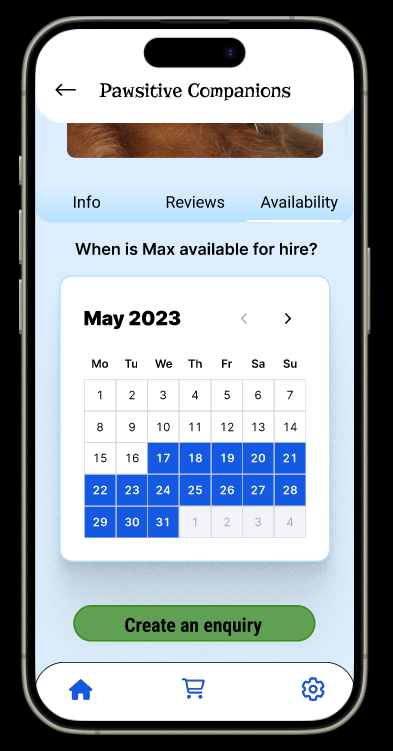 Pawsitive Companions
Info Reviews Availability
When is Max available for hire?
May 2023
Mo Tu We Th Fr Sa Su
1 2 3 4 5 6 7
8 9 10 11 12 13 14
15 16 17 18 19 20 21
22 23 24 25 26 27 28
29 30 31 1 2 3 4
Create an enquiry